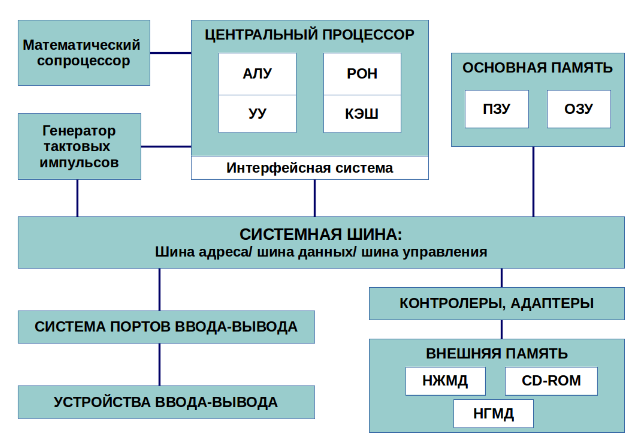 Математический
сопроцессор
ЦЕНТРАЛЬНЫЙ ПРОЦЕССОР
АЛУ
РОН
УУ
КЭШ
Интерфейсная система
ОСНОВНАЯ ПАМЯТЬ
ПЗУ
ОЗУ
Генератор
тактовых
импульсов
СИСТЕМНАЯ ШИНА:
Шина адреса/ шина данных/ шина управления
СИСТЕМА ПОРТОВ ВВОДА-ВЫВОДА
УСТРОЙСТВА ВВОДА-ВЫВОДА
КОНТРОЛЕРЫ, АДАПТЕРЫ
ВНЕШНЯЯ ПАМЯТЬ
НЖМД
CD-ROM
НГМД